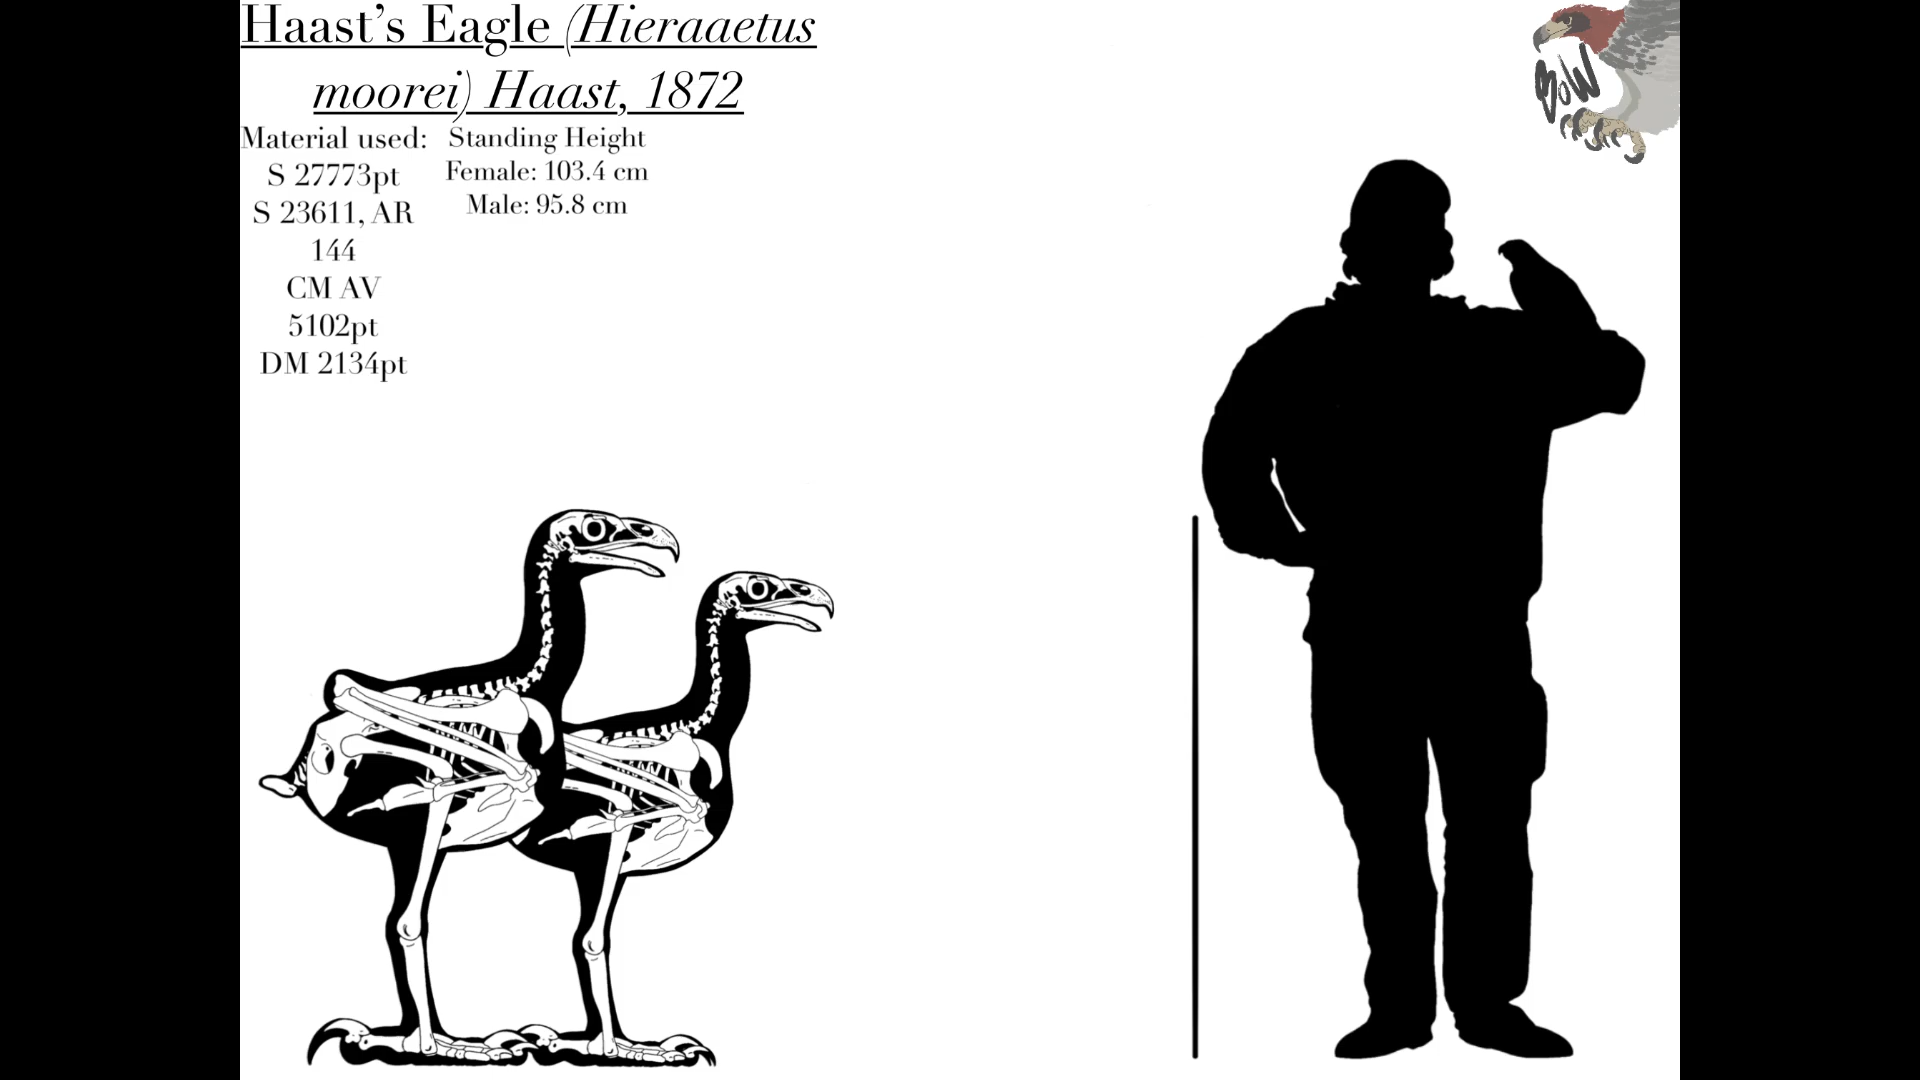 Haast’s Eagle (Hieraaetus
moorei) Haast, 1872
Material used:
S 27773pt
S 23611, AR
144
CM AV
5102pt
DM 2134pt
Standing Height
Female: 103.4 cm
Male: 95.8 cm
BoW